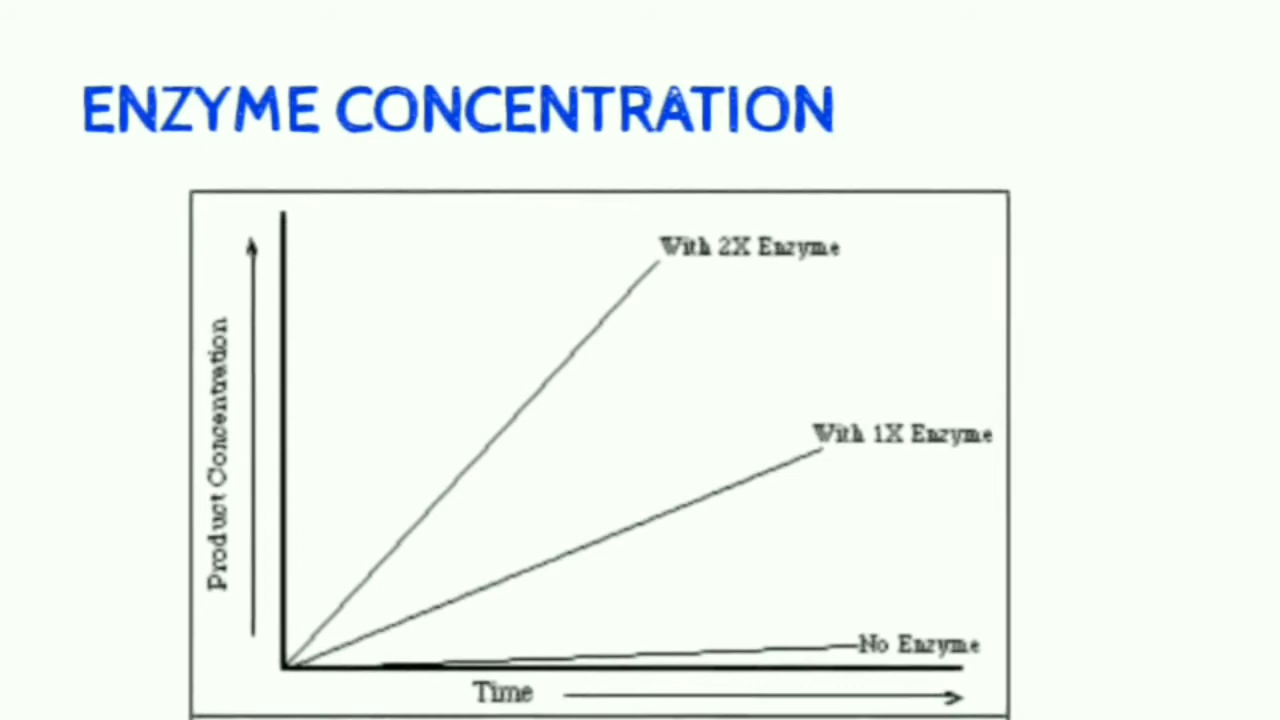 ENZYME CONCENTRATION
With 2X Enzyme
With 1X Enzyme
Product Concentration
No Enzyme
Time